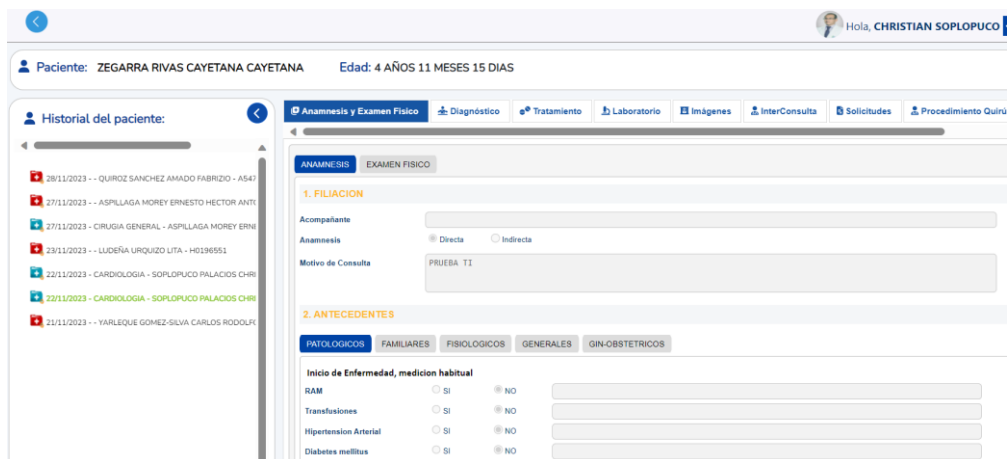 Hola, CHRISTIAN SOPLOPUCO
Paciente: ZEGARRA RIVAS CAYETANA CAYETANA Edad: 4 AÑOS 11 MESES 15 DIAS
Historial del paciente:
28/11/2023 - - QUIROZ SANCHEZ AMADO FABRIZIO - A547
27/11/2023 - - ASPILLAGA MOREY ERNESTO HECTOR ANT
27/11/2023 - CIRUGIA GENERAL - ASPILLAGA MOREY ERN
23/11/2023 - - LUDEÑA URQUIZO LITA - H0196551
22/11/2023 - CARDIOLOGIA - SOPLOPUCO PALACIOS CHRI
22/11/2023 - CARDIOLOGIA - SOPLOPUCO PALACIOS CHRI
21/11/2023 - - YARLEQUE GOMEZ-SILVA CARLOS RODOLF
Anamnesis y Examen Fisico Diagnóstico Tratamiento Laboratorio Imágenes InterConsulta Solicitudes Procedimiento Quirú
ANAMNESIS EXAMEN FISICO
1. FILIACION
Acompañante
Anamnesis Directa Indirecta
Motivo de Consulta PRUEBA TI
2. ANTECEDENTES
PATOLOGICOS FAMILIARES FISIOLOGICOS GENERALES GIN-OBSTETRICOS
Inicio de Enfermedad, medicion habitual
RAM SI NO
Transfusiones SI NO
Hipertension Arterial SI NO
Diabetes mellitus SI NO